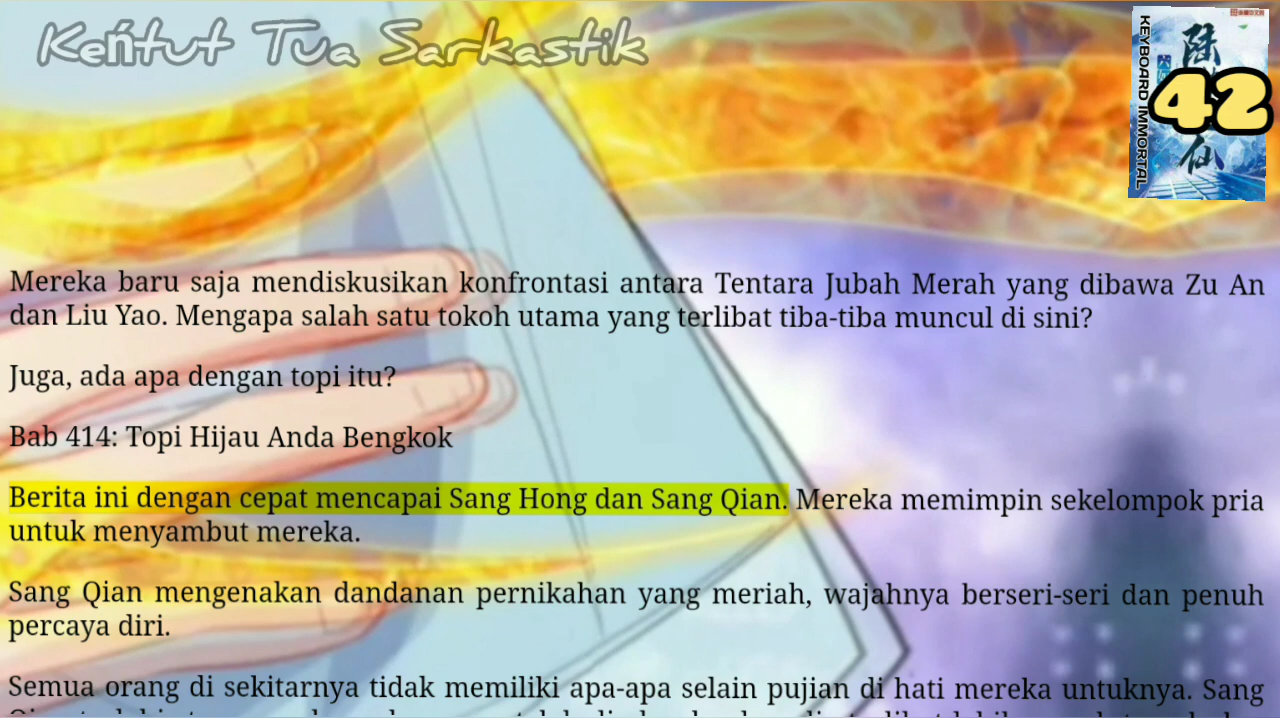 Kentut Tua Sarkastik
KEYBOARD IMMORTAL
42
Mereka baru saja mendiskusikan konfrontasi antara Tentara Jubah Merah yang dibawa Zu An
dan Liu Yao. Mengapa salah satu tokoh utama yang terlibat tiba-tiba muncul di sini?
Juga, ada apa dengan topi itu?
Bab 414: Topi Hijau Anda Bengkok
Berita ini dengan cepat mencapai Sang Hong dan Sang Qian. Mereka memimpin sekelompok pria
untuk menyambut mereka.
Sang Qian mengenakan dandanan pernikahan yang meriah, wajahnya berseri-seri dan penuh
percaya diri.
Semua orang di sekitarnya tidak memiliki apa-apa selain pujian di hati mereka untuknya. Sang